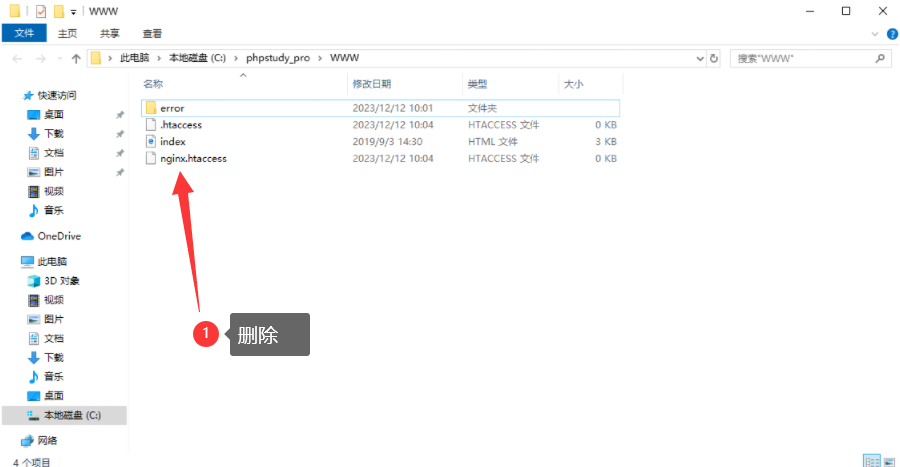 WWW
文件 主页 共享 查看
此电脑 本地磁盘 (C:) phpstudy_pro WWW 搜索"WWW"
名称 修改日期 类型 大小
快速访问
桌面
下载
文档
图片
视频
音乐
OneDrive
此电脑
3D 对象
视频
图片
文档
下载
音乐
桌面
本地磁盘 (C:)
网络
error 2023/12/12 10:01 文件夹
.htaccess 2023/12/12 10:04 HTACCESS 文件 0 KB
index 2019/9/3 14:30 HTML 文件 3 KB
nginx.htaccess 2023/12/12 10:04 HTACCESS 文件 0 KB
1 删除
4 个项目